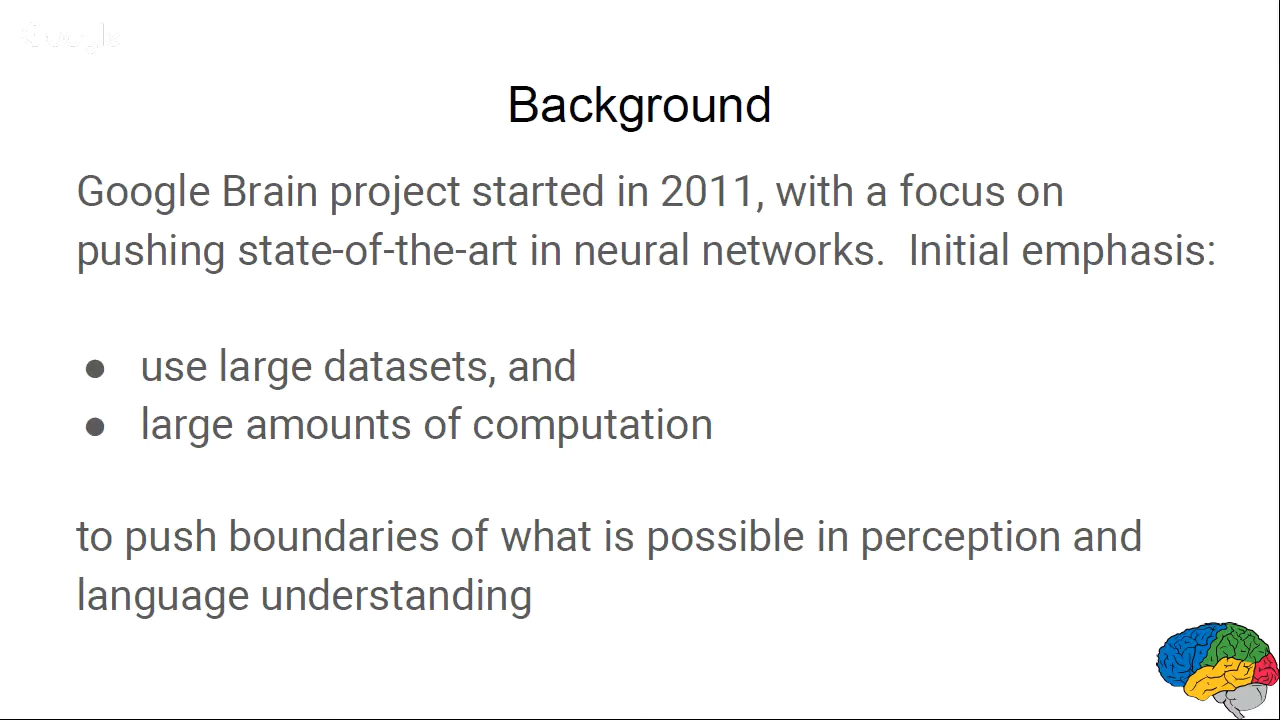 Google
Background
Google Brain project started in 2011, with a focus on
pushing state-of-the-art in neural networks.  Initial emphasis:
● use large datasets, and
● large amounts of computation
to push boundaries of what is possible in perception and
language understanding